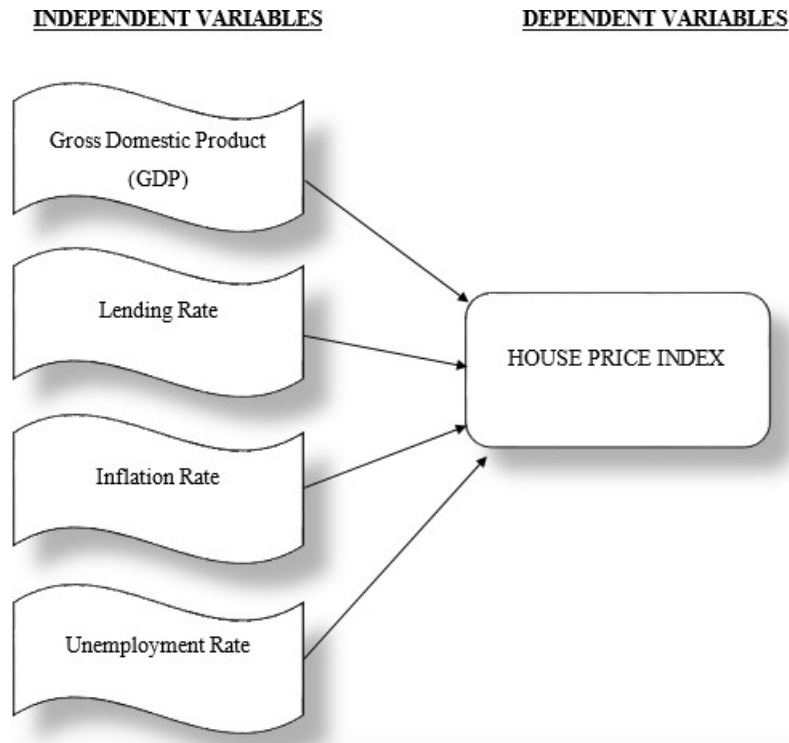 INDEPENDENT VARIABLES
DEPENDENT VARIABLES
Gross Domestic Product
(GDP)
Lending Rate
HOUSE PRICE INDEX
Inflation Rate
Unemployment Rate